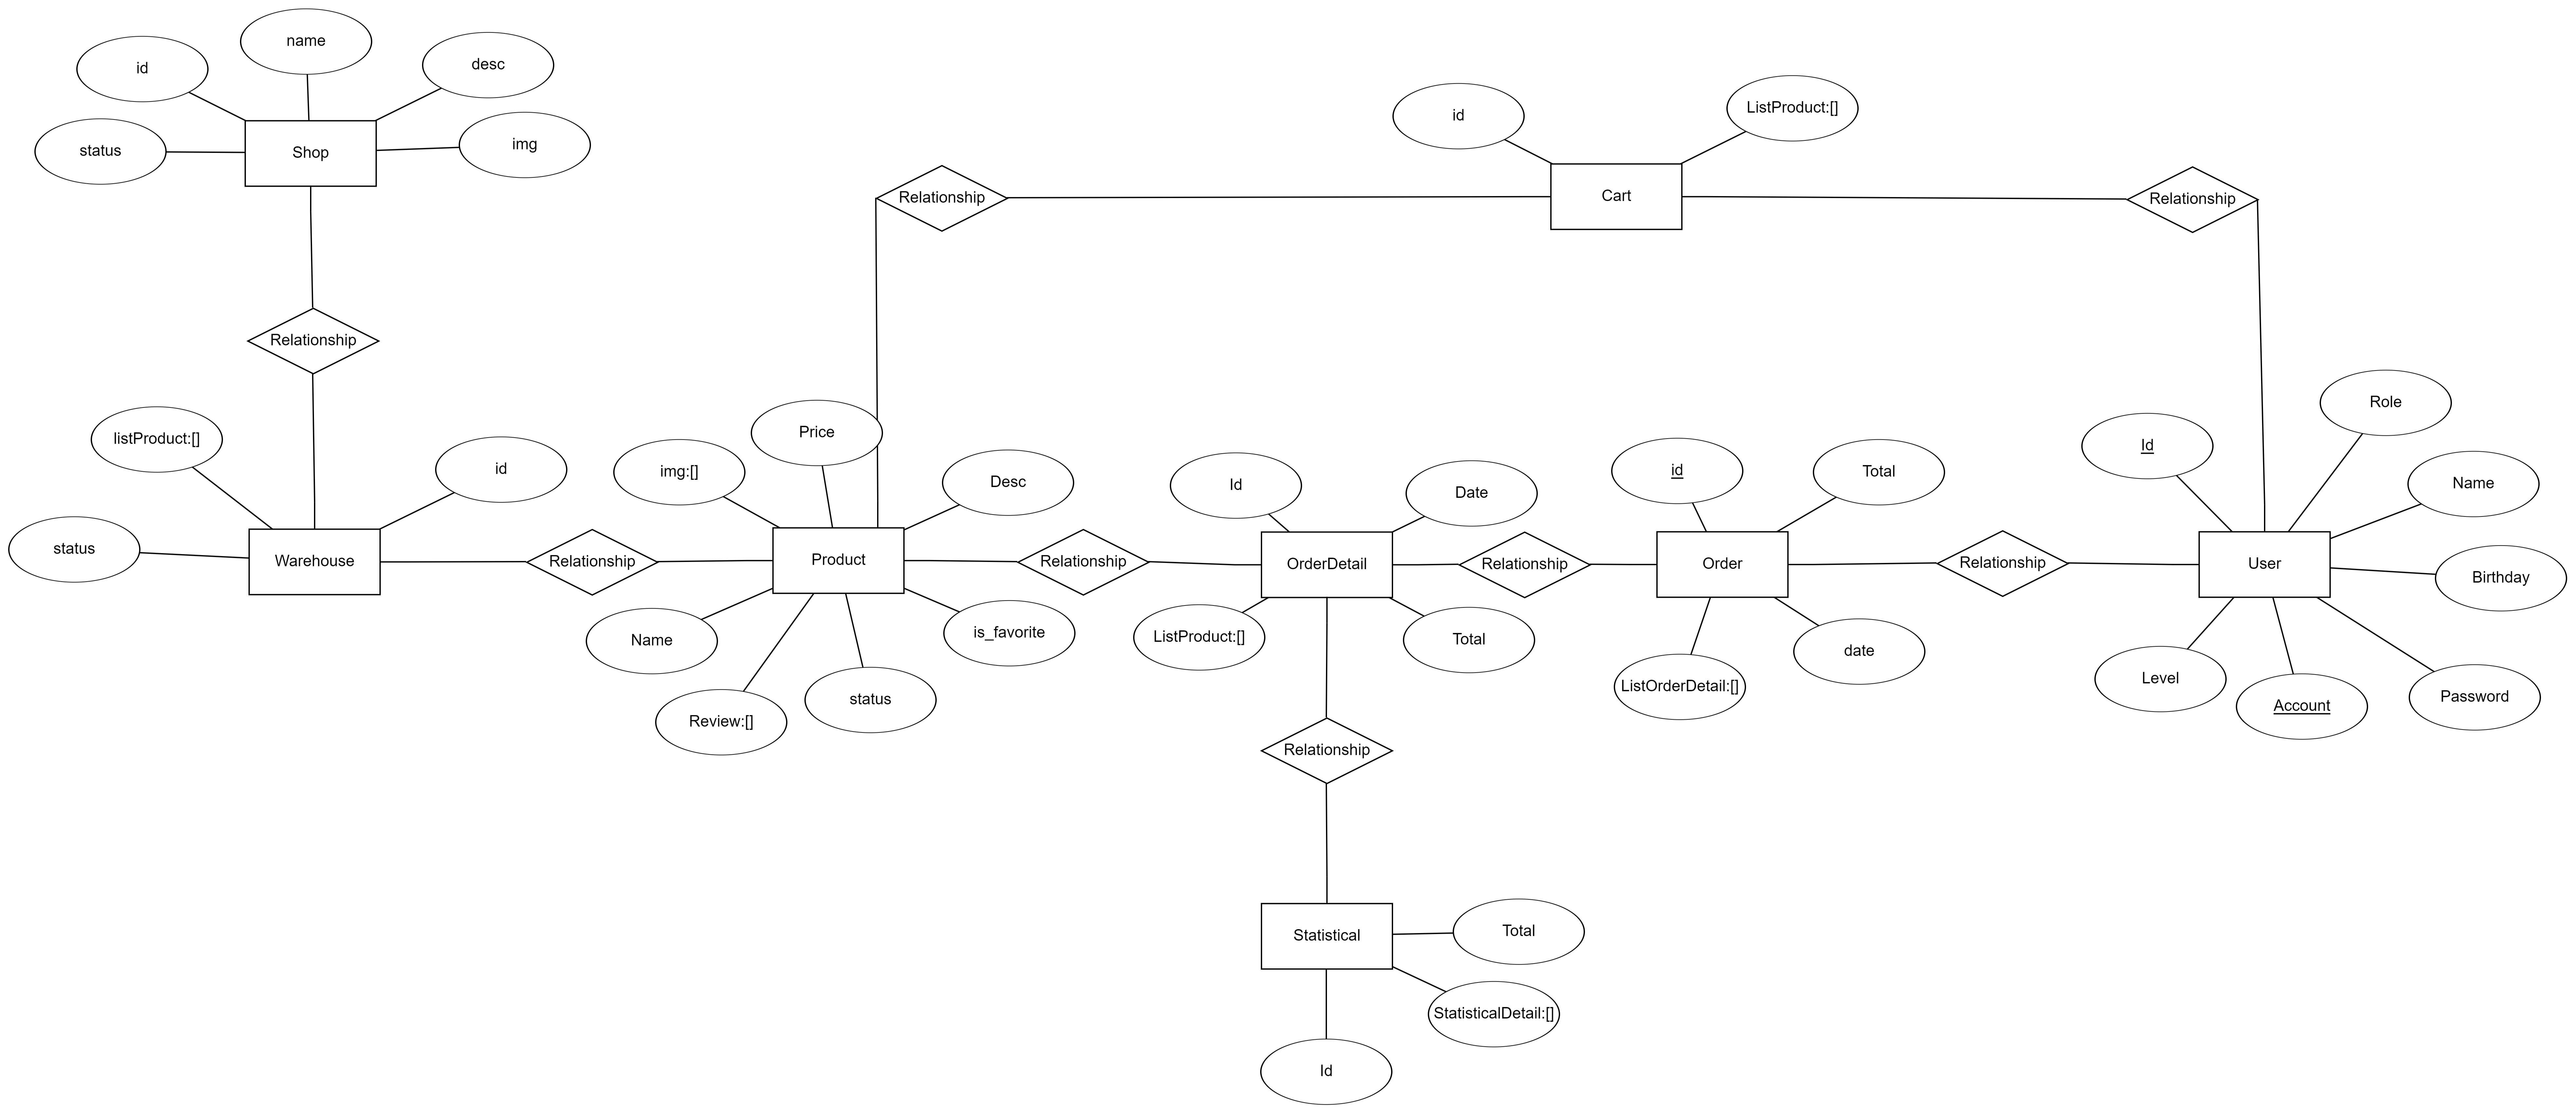 name
id
desc
status
Shop
img
id
ListProduct:[]
Relationship
Cart
Relationship
Relationship
listProduct:[]
id
status
Warehouse
Relationship
img:[]
Price
Desc
Product
Name
Review:[]
status
is_favorite
Relationship
Id
Date
OrderDetail
ListProduct:[]
Total
Relationship
id
Total
Order
ListOrderDetail:[]
date
Relationship
Id
Role
Name
User
Birthday
Level
Account
Password
Relationship
Statistical
Total
StatisticalDetail:[]
Id